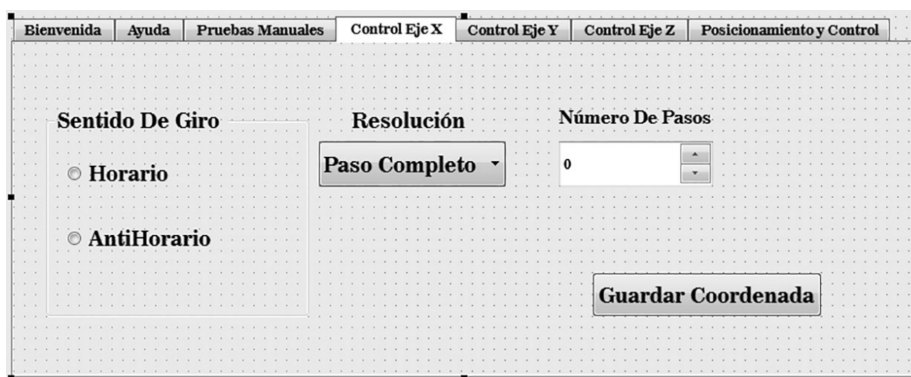 Bienvenida Ayuda Pruebas Manuales Control Eje X Control Eje Y Control Eje Z Posicionamiento y Control
Sentido De Giro Resolución Número De Pasos
Horario Paso Completo 0
AntiHorario
Guardar Coordenada